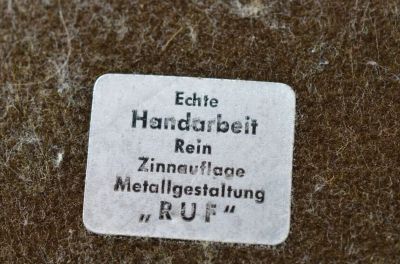 Echte
Handarbeit
Rein
Zinnauflage
Metallgestaltung
„RUF“